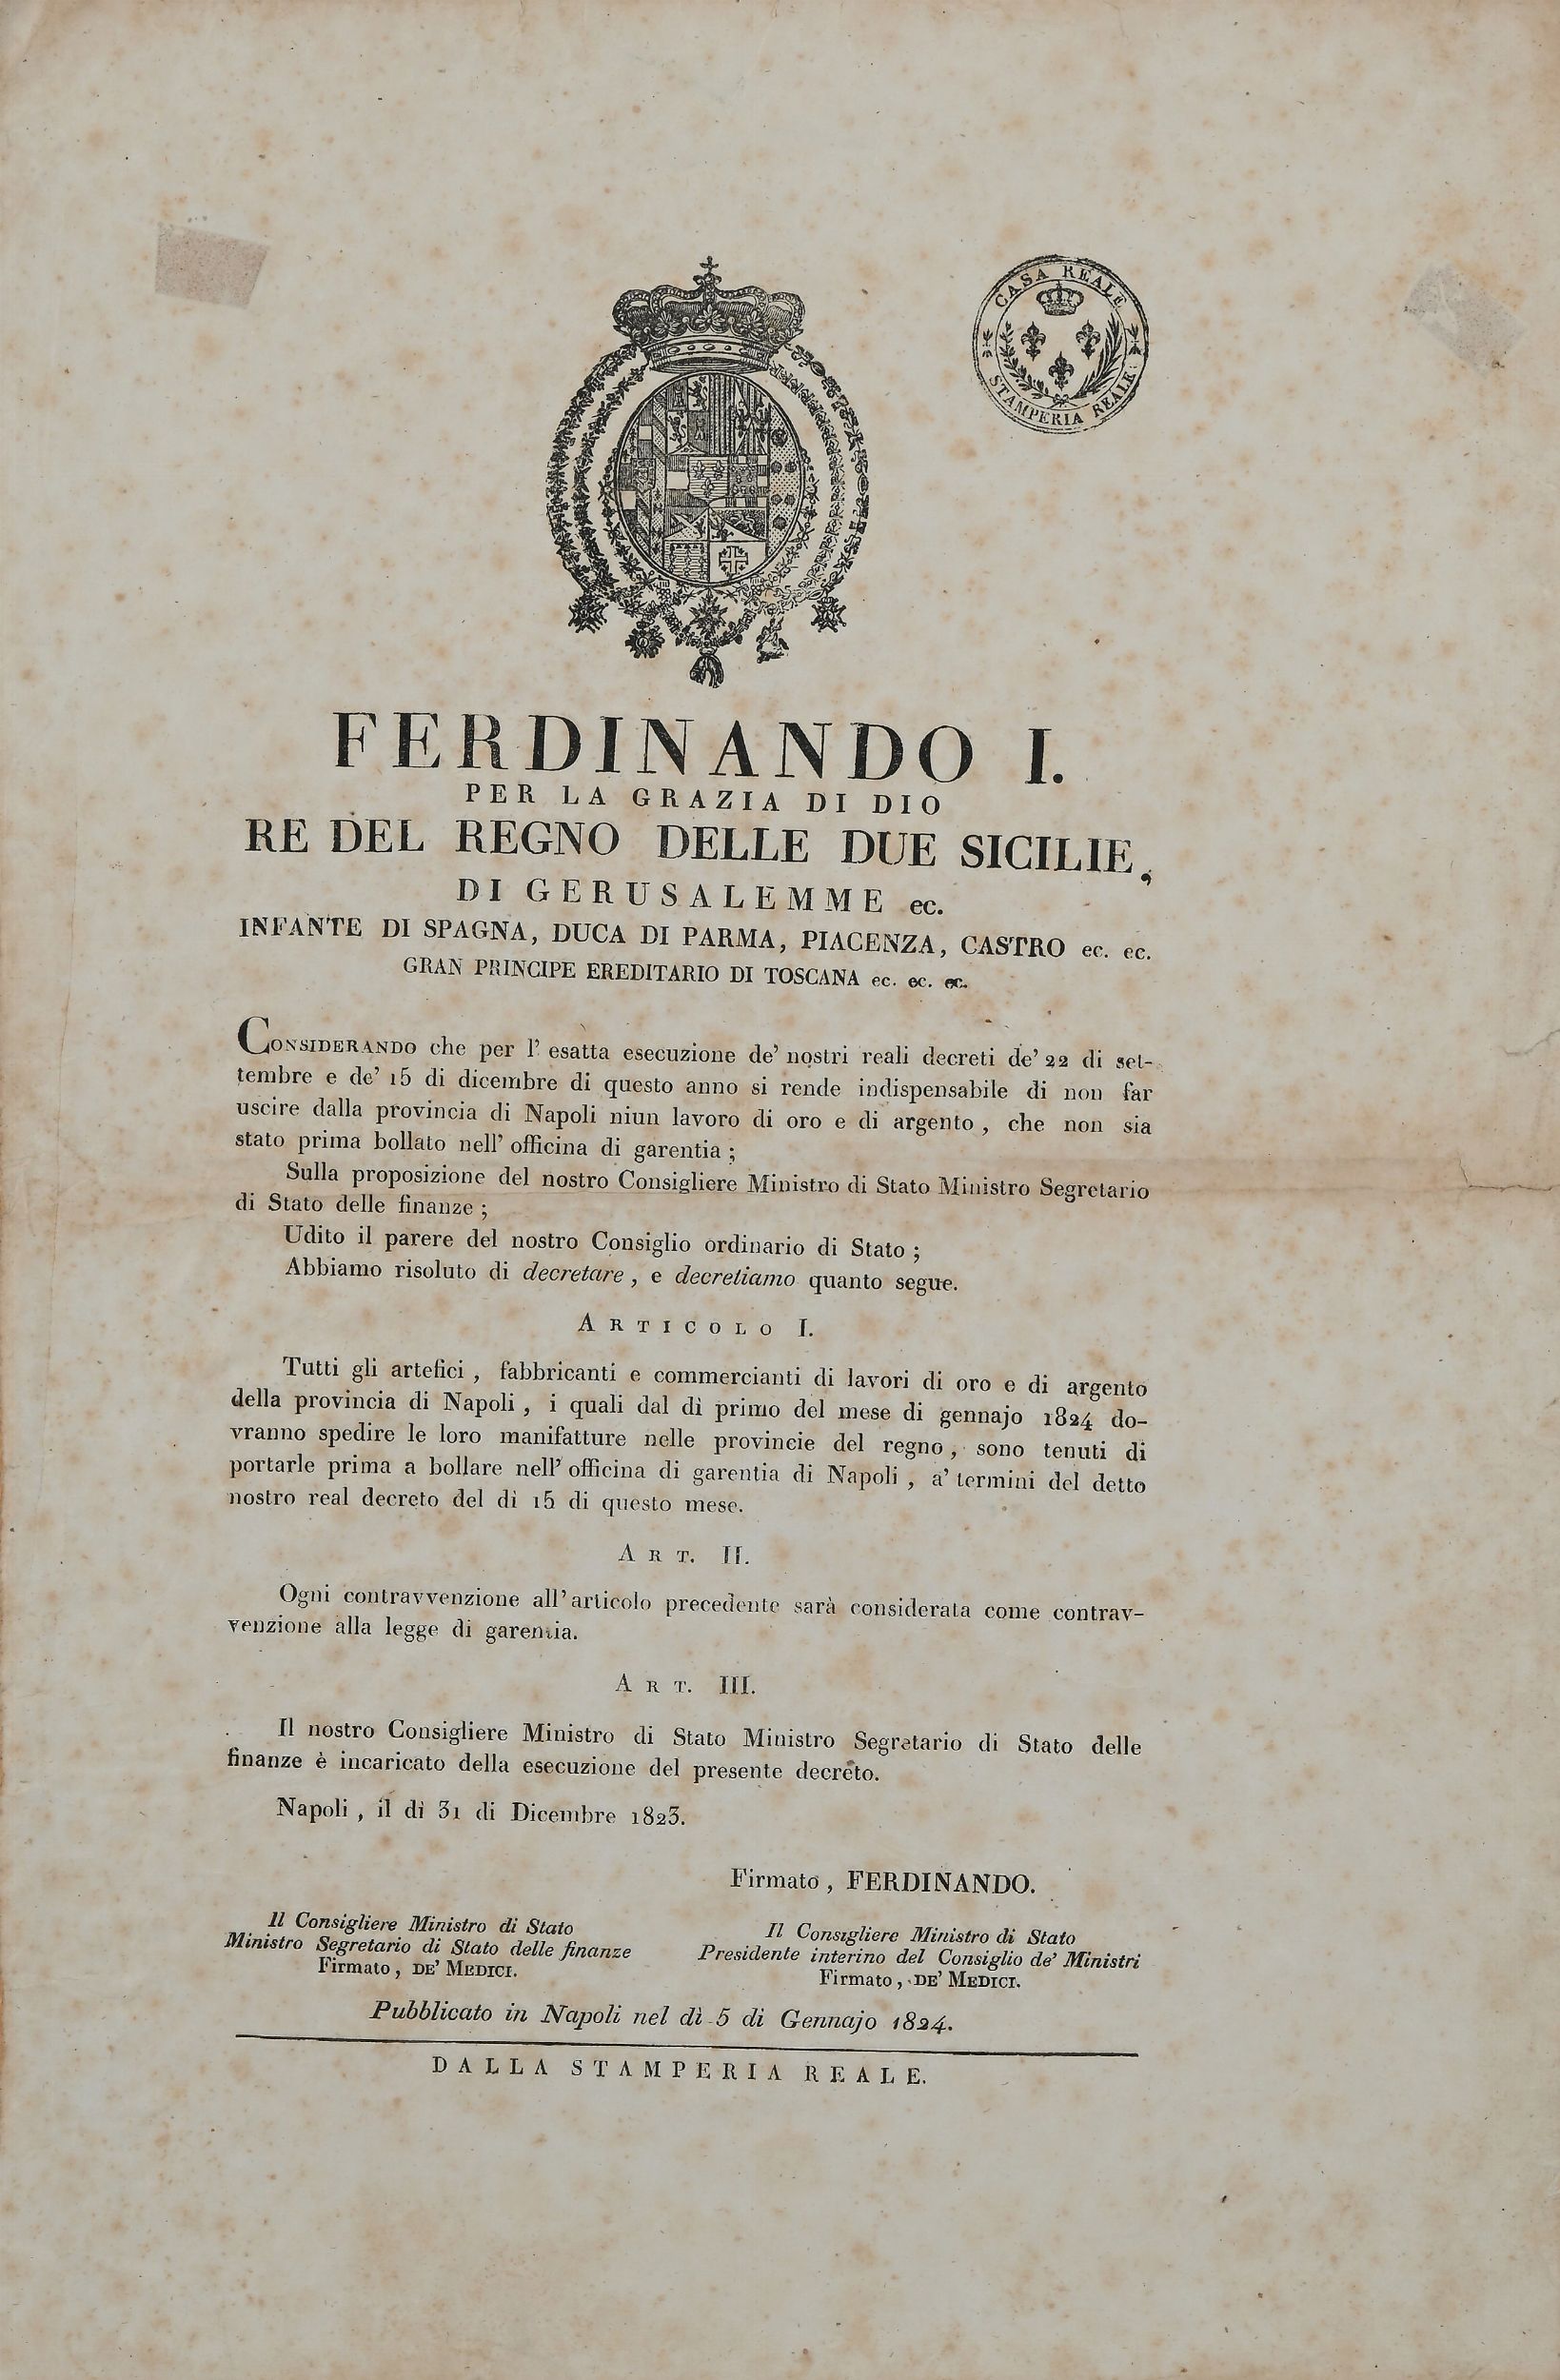 CASA REALE
STAMPERIA REALE
FERDINANDO I.
PER LA GRAZIA DI DIO
RE DEL REGNO DELLE DUE SICILIE,
DI GERUSALEMME ec.
INFANTE DI SPAGNA, DUCA DI PARMA, PIACENZA, CASTRO ec. ec.
GRAN PRINCIPE EREDITARIO DI TOSCANA ec. ec. ec.
CONSIDERANDO che per l' esatta esecuzione de' nostri reali decreti de' 22 di set-
tembre e de' 15 di dicembre di questo anno si rende indispensabile di non far
uscire dalla provincia di Napoli niun lavoro di oro e di argento, che non sia
stato prima bollato nell' officina di garentia;
Sulla proposizione del nostro Consigliere Ministro di Stato Ministro Segretario
di Stato delle finanze;
Udito il parere del nostro Consiglio ordinario di Stato;
Abbiamo risoluto di decretare, e decretiamo quanto segue.
ARTICOLO I.
Tutti gli artefici, fabbricanti e commercianti di lavori di oro e di argento
della provincia di Napoli, i quali dal dì primo del mese di gennajo 1824 do-
vranno spedire le loro manifatture nelle provincie del regno, sono tenuti di
portarle prima a bollare nell' officina di garentia di Napoli, a' termini del detto
nostro real decreto del dì 15 di questo mese.
ART. II.
Ogni contravvenzione all' articolo precedente sarà considerata come contrav-
venzione alla legge di garentia.
ART. III.
Il nostro Consigliere Ministro di Stato Ministro Segretario di Stato delle
finanze è incaricato della esecuzione del presente decreto.
Napoli, il dì 31 di Dicembre 1823.
Firmato, FERDINANDO.
Il Consigliere Ministro di Stato
Ministro Segretario di Stato delle finanze
Firmato, DE' MEDICI.
Il Consigliere Ministro di Stato
Presidente interino del Consiglio de' Ministri
Firmato, DE' MEDICI.
Pubblicato in Napoli nel dì 5 di Gennajo 1824.
DALLA STAMPERIA REALE.